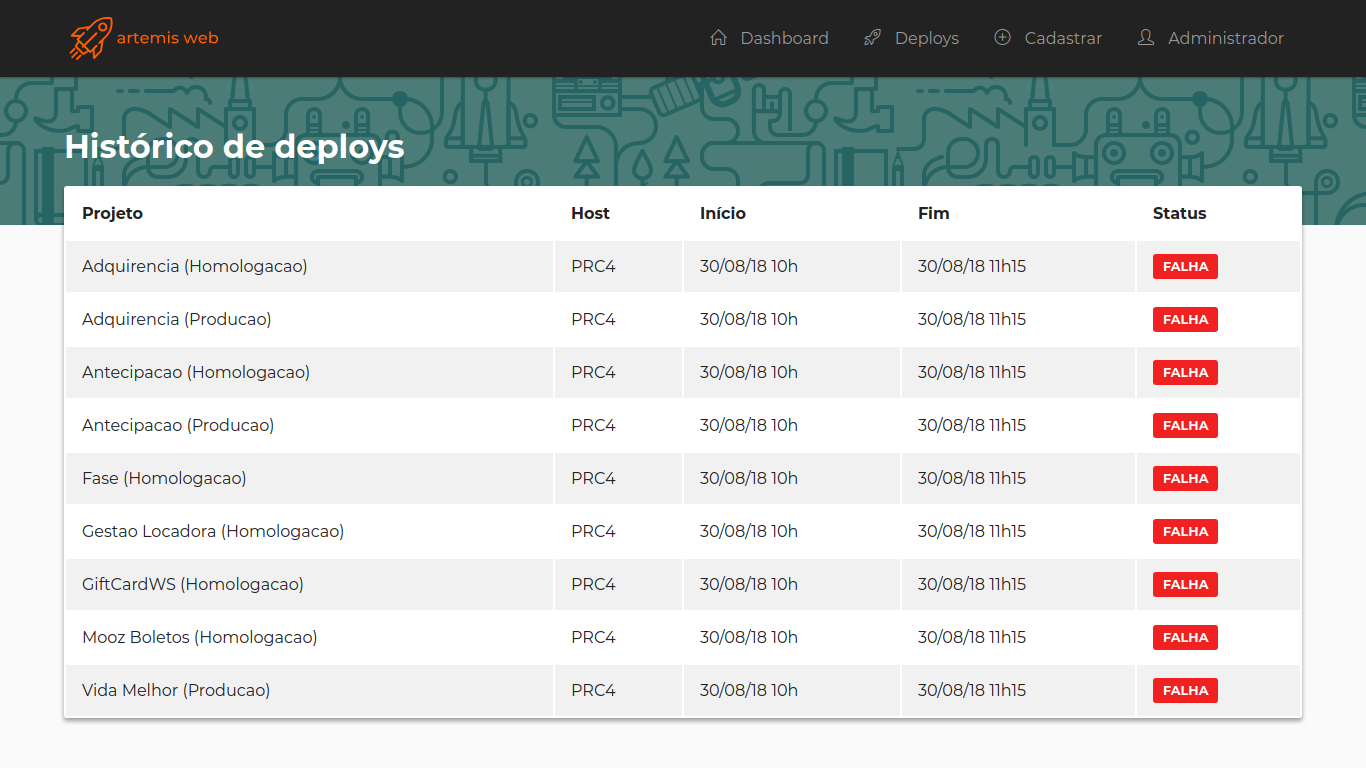 artemis web
Dashboard Deploys Cadastrar Administrador
Histórico de deploys
Projeto Host Início Fim Status
Adquirencia (Homologacao) PRC4 30/08/18 10h 30/08/18 11h15 FALHA
Adquirencia (Producao) PRC4 30/08/18 10h 30/08/18 11h15 FALHA
Antecipacao (Homologacao) PRC4 30/08/18 10h 30/08/18 11h15 FALHA
Antecipacao (Producao) PRC4 30/08/18 10h 30/08/18 11h15 FALHA
Fase (Homologacao) PRC4 30/08/18 10h 30/08/18 11h15 FALHA
Gestao Locadora (Homologacao) PRC4 30/08/18 10h 30/08/18 11h15 FALHA
GiftCardWS (Homologacao) PRC4 30/08/18 10h 30/08/18 11h15 FALHA
Mooz Boletos (Homologacao) PRC4 30/08/18 10h 30/08/18 11h15 FALHA
Vida Melhor (Producao) PRC4 30/08/18 10h 30/08/18 11h15 FALHA